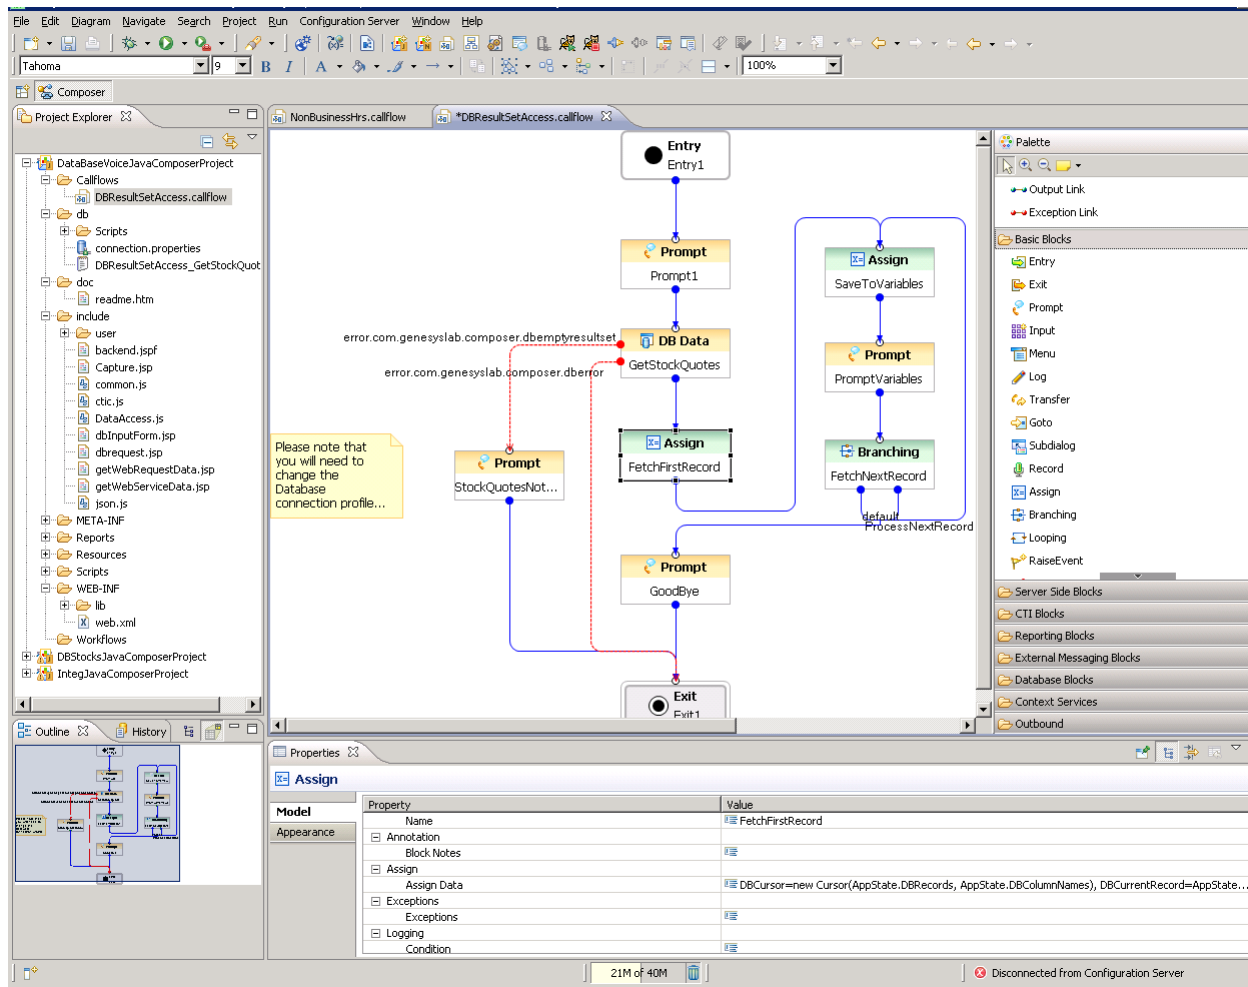 File Edit Diagram Navigate Search Project Run Configuration Server Window Help
Tahoma 9 B I A 100%
Composer
Project Explorer
DataBaseVoiceJavaComposerProject
Callflows
DBResultSetAccess.callflow
db
Scripts
connection.properties
DBResultSetAccess_GetStockQuot
doc
readme.htm
include
user
backend.jspf
Capture.jsp
common.js
ctic.js
DataAccess.js
dbInputForm.jsp
dbrequest.jsp
getWebRequestData.jsp
getWebServiceData.jsp
json.js
META-INF
Reports
Resources
Scripts
WEB-INF
lib
web.xml
Workflows
DBStocksJavaComposerProject
IntegJavaComposerProject
NonBusinessHrs.callflow
*DBResultSetAccess.callflow
Entry
Entry1
Prompt
Prompt1
error.com.genesyslab.composer.dbemptyresultset
error.com.genesyslab.composer.dberror
DB Data
GetStockQuotes
Assign
FetchFirstRecord
Please note that
you will need to
change the
Database
connection profile...
Prompt
StockQuotesNot...
Assign
SaveToVariables
Prompt
PromptVariables
Branching
FetchNextRecord
default
ProcessNextRecord
Prompt
GoodBye
Exit
Exit1
Palette
Output Link
Exception Link
Basic Blocks
Entry
Exit
Prompt
Input
Menu
Log
Transfer
Goto
Subdialog
Record
Assign
Branching
Looping
RaiseEvent
Server Side Blocks
CTI Blocks
Reporting Blocks
External Messaging Blocks
Database Blocks
Context Services
Outbound
Outline History
Properties
Assign
Model
Appearance
Property Value
Name FetchFirstRecord
Annotation
Block Notes
Assign
Assign Data DBCursor=new Cursor(AppState.DBRecords, AppState.DBColumnNames), DBCurrentRecord=AppState...
Exceptions
Exceptions
Logging
Condition
21M of 40M
Disconnected from Configuration Server